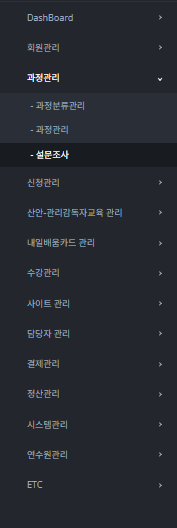 DashBoard
회원관리
과정관리
- 과정분류관리
- 과정관리
- 설문조사
신청관리
산안-관리감독자교육 관리
내일배움카드 관리
수강관리
사이트 관리
담당자 관리
결제관리
정산관리
시스템관리
연수원관리
ETC